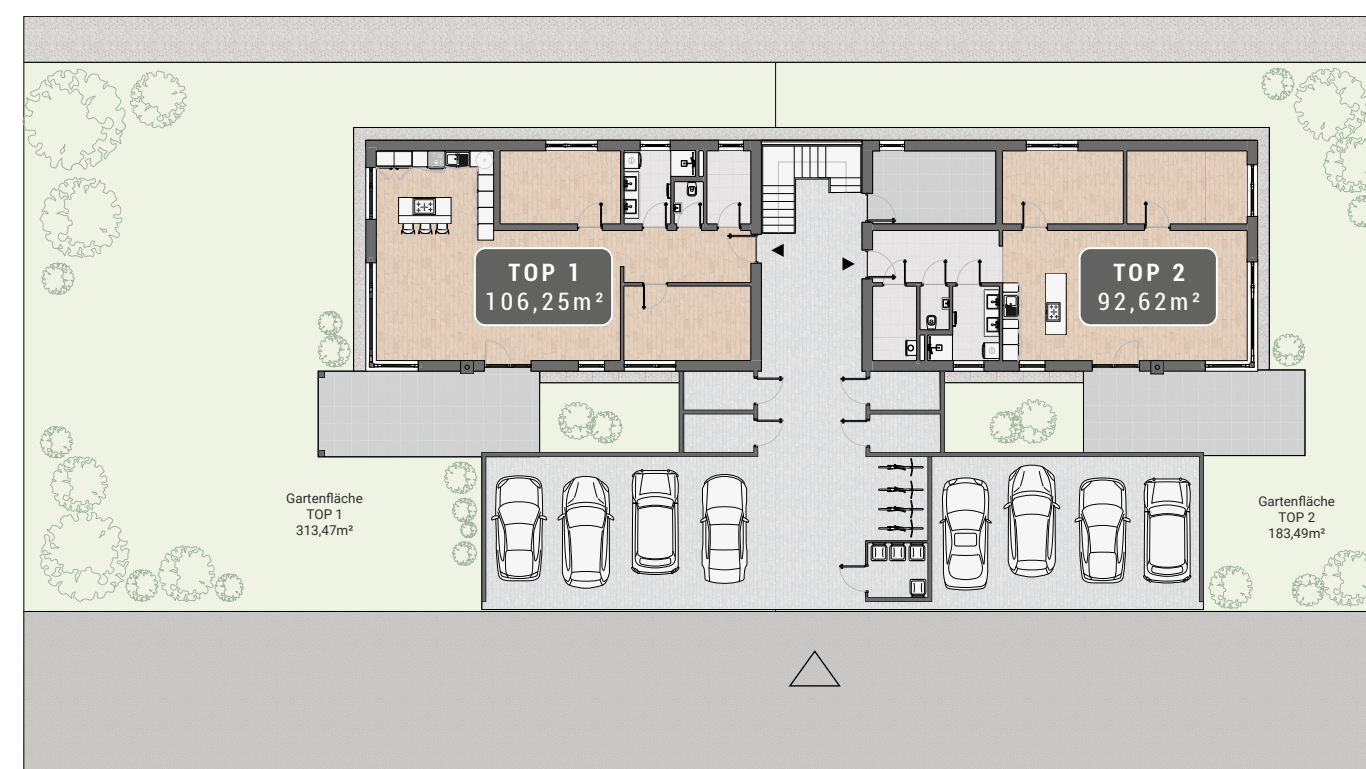 TOP 1
106,25m²
TOP 2
92,62m²
Gartenfläche
TOP 1
313,47m²
Gartenfläche
TOP 2
183,49m²